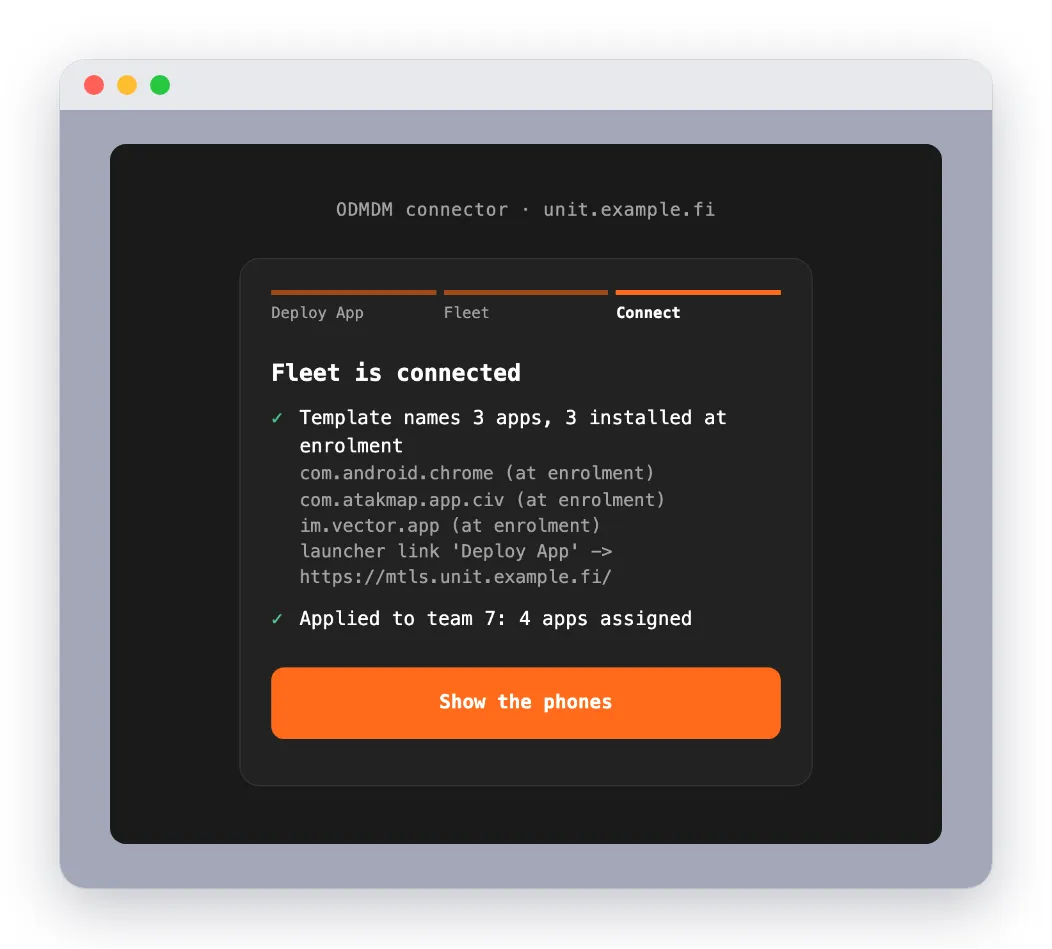 ODMDM connector · unit.example.fi
Deploy App
Fleet
Connect
Fleet is connected
✓ Template names 3 apps, 3 installed at
enrolment
com.android.chrome (at enrolment)
com.atakmap.app.civ (at enrolment)
im.vector.app (at enrolment)
launcher link 'Deploy App' —>
https://mtls.unit.example.fi/
✓ Applied to team 7: 4 apps assigned
Show the phones